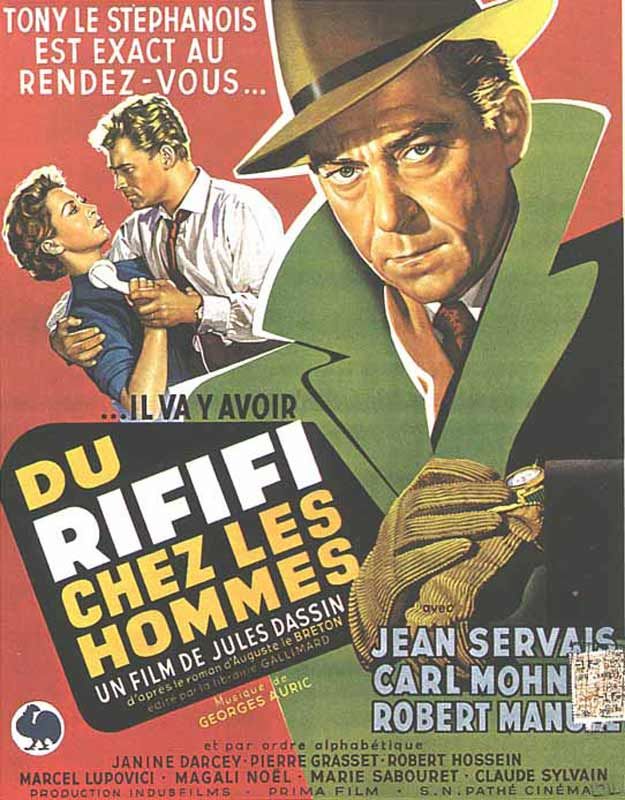 TONY LE STEPHANOIS
EST EXACT AU
RENDEZ-VOUS...
...IL VA Y AVOIR
DU
RIFIFI
CHEZ LES
HOMMES
UN FILM DE JULES DASSIN
d'après le roman d'Auguste le BRETON
édité par la librairie GALLIMARD
Musique de
GEORGES AURIC
avec
JEAN SERVAIS
CARL MOHN
ROBERT MANUEL
et par ordre alphabétique
JANINE DARCEY - PIERRE GRASSET - ROBERT HOSSEIN
MARCEL LUPOVICI - MAGALI NOËL - MARIE SABOURET - CLAUDE SYLVAIN
PRODUCTION INDUSFILMS - PRIMA FILM - S.N. PATHÉ CINÉMA